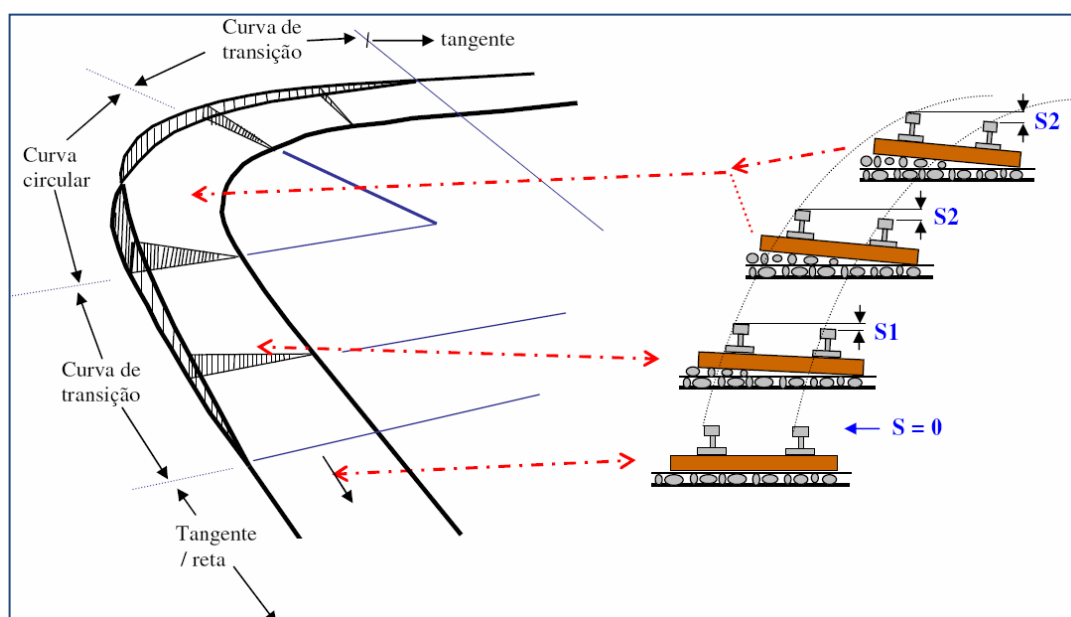 Curva de
transição
tangente
Curva
circular
Curva de
transição
Tangente
/ reta
S2
S2
S1
S = 0